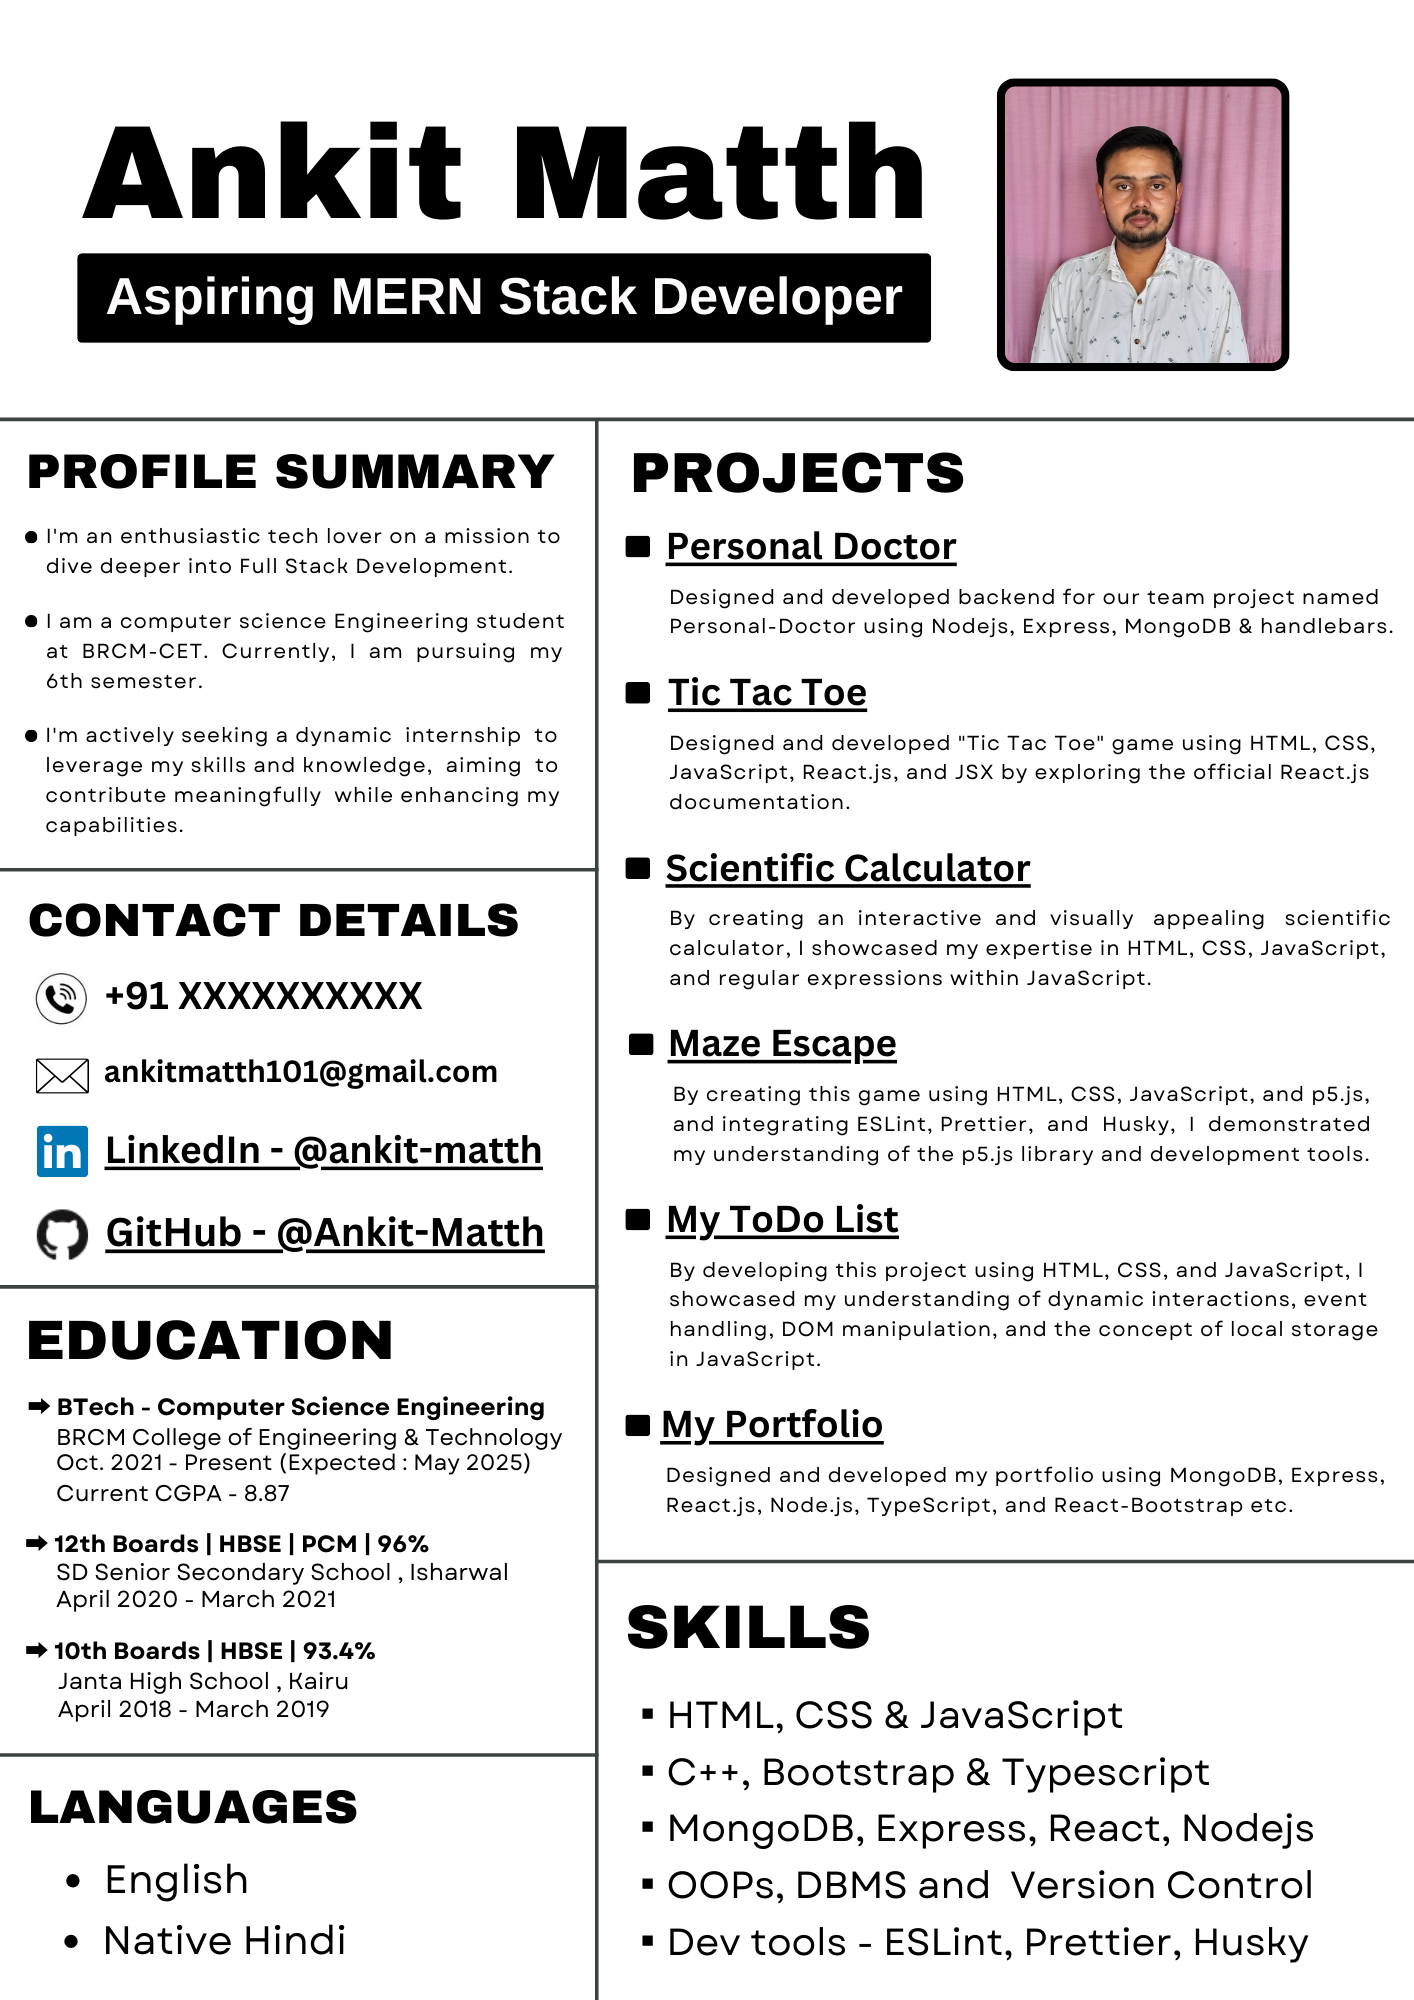 Ankit Matth
Aspiring MERN Stack Developer
PROFILE SUMMARY
I'm an enthusiastic tech lover on a mission to
dive deeper into Full Stack Development.
I am a computer science Engineering student
at BRCM-CET. Currently, I am pursuing my
6th semester.
I'm actively seeking a dynamic internship to
leverage my skills and knowledge, aiming to
contribute meaningfully while enhancing my
capabilities.
CONTACT DETAILS
+91 XXXXXXXXXX
ankitmatth101@gmail.com
in LinkedIn - @ankit-matth
GitHub - @Ankit-Matth
EDUCATION
BTech - Computer Science Engineering
BRCM College of Engineering & Technology
Oct. 2021 - Present (Expected : May 2025)
Current CGPA - 8.87
12th Boards | HBSE | PCM | 96%
SD Senior Secondary School , Isharwal
April 2020 - March 2021
10th Boards | HBSE | 93.4%
Janta High School , Kairu
April 2018 - March 2019
LANGUAGES
• English
• Native Hindi
PROJECTS
Personal Doctor
Designed and developed backend for our team project named
Personal-Doctor using Nodejs, Express, MongoDB & handlebars.
Tic Tac Toe
Designed and developed "Tic Tac Toe" game using HTML, CSS,
JavaScript, React.js, and JSX by exploring the official React.js
documentation.
Scientific Calculator
By creating an interactive and visually appealing scientific
calculator, I showcased my expertise in HTML, CSS, JavaScript,
and regular expressions within JavaScript.
Maze Escape
By creating this game using HTML, CSS, JavaScript, and p5.js,
and integrating ESLint, Prettier, and Husky, I demonstrated
my understanding of the p5.js library and development tools.
My ToDo List
By developing this project using HTML, CSS, and JavaScript, I
showcased my understanding of dynamic interactions, event
handling, DOM manipulation, and the concept of local storage
in JavaScript.
My Portfolio
Designed and developed my portfolio using MongoDB, Express,
React.js, Node.js, TypeScript, and React-Bootstrap etc.
SKILLS
▪ HTML, CSS & JavaScript
▪ C++, Bootstrap & Typescript
▪ MongoDB, Express, React, Nodejs
▪ OOPs, DBMS and Version Control
▪ Dev tools - ESLint, Prettier, Husky